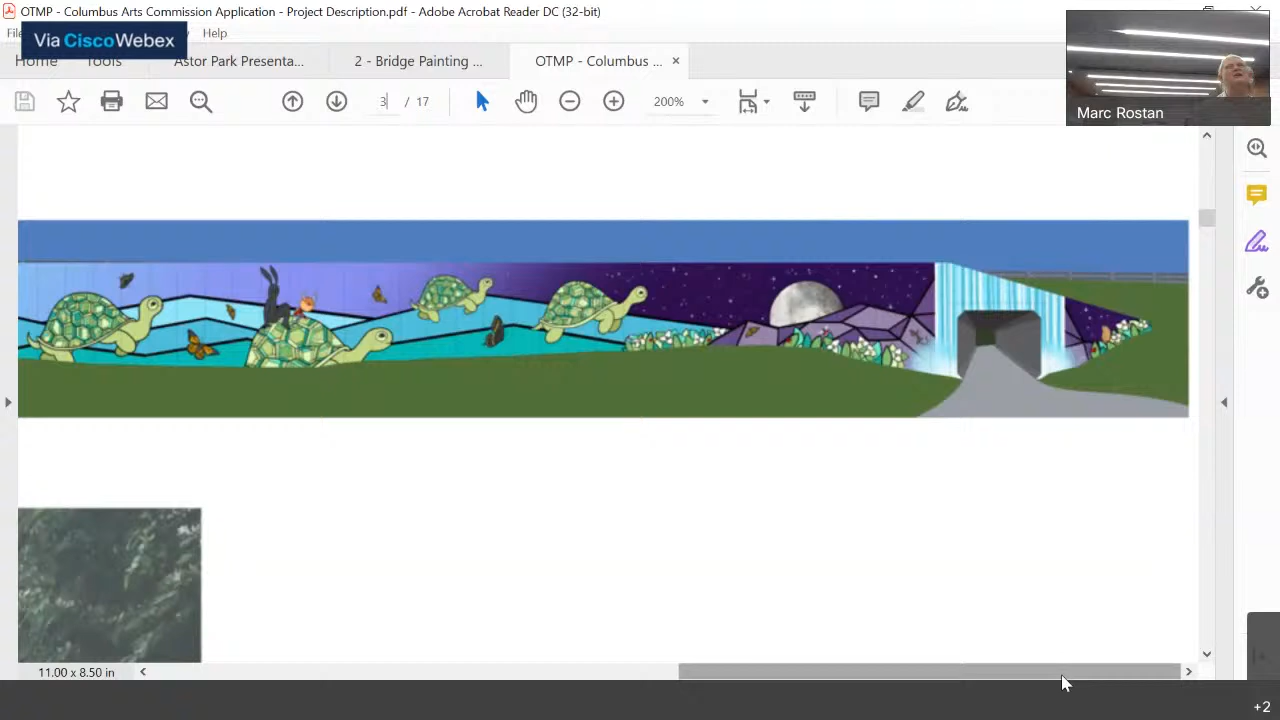 OTMP - Columbus Arts Commission Application - Project Description.pdf - Adobe Acrobat Reader DC (32-bit)
Via Cisco Webex
Help
Home Tools Astor Park Presenta... 2 - Bridge Painting ... OTMP - Columbus ... ×
3 / 17 200%
Marc Rostan
11.00 x 8.50 in
+2